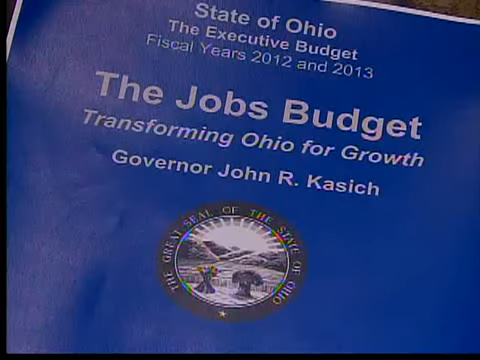 State of Ohio
The Executive Budget
Fiscal Years 2012 and 2013
The Jobs Budget
Transforming Ohio for Growth
Governor John R. Kasich
THE GREAT SEAL OF THE STATE OF OHIO